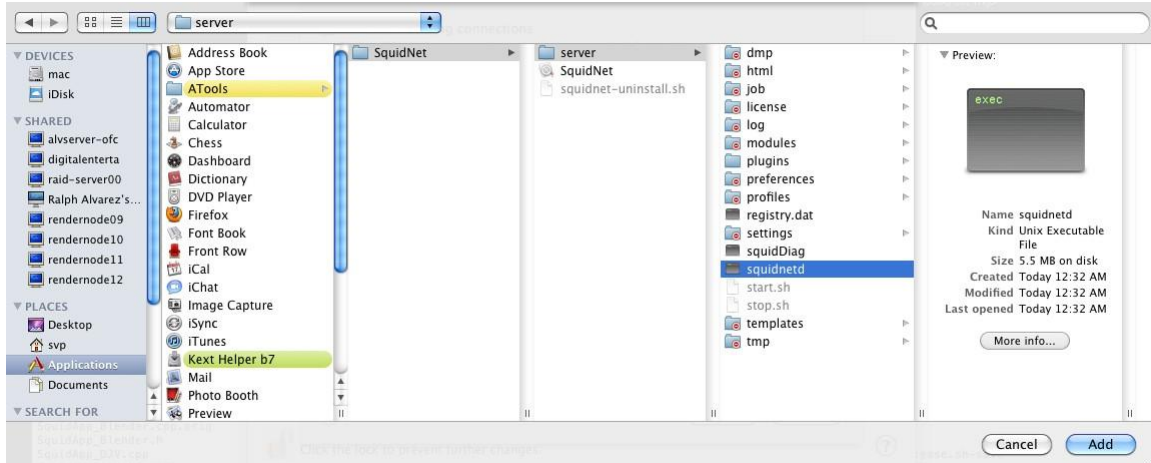 server
g connections
DEVICES
mac
iDisk
SHARED
alvserver-ofc
digitalenterta
raid-server00
Ralph Alvarez's...
rendernode09
rendernode10
rendernode11
rendernode12
PLACES
Desktop
svp
Applications
Documents
SEARCH FOR
Address Book
App Store
ATools
Automator
Calculator
Chess
Dashboard
Dictionary
DVD Player
Firefox
Font Book
Front Row
iCal
iChat
Image Capture
iSync
iTunes
Kext Helper b7
Mail
Photo Booth
Preview
SquidNet
server
SquidNet
squidnet-uninstall.sh
dmp
html
job
license
log
modules
plugins
preferences
profiles
registry.dat
settings
squidDiag
squidnetd
start.sh
stop.sh
templates
tmp
Preview:
exec
Name squidnetd
Kind Unix Executable
File
Size 5.5 MB on disk
Created Today 12:32 AM
Modified Today 12:32 AM
Last opened Today 12:32 AM
More info...
Click the lock to prevent further changes.
Cancel
Add